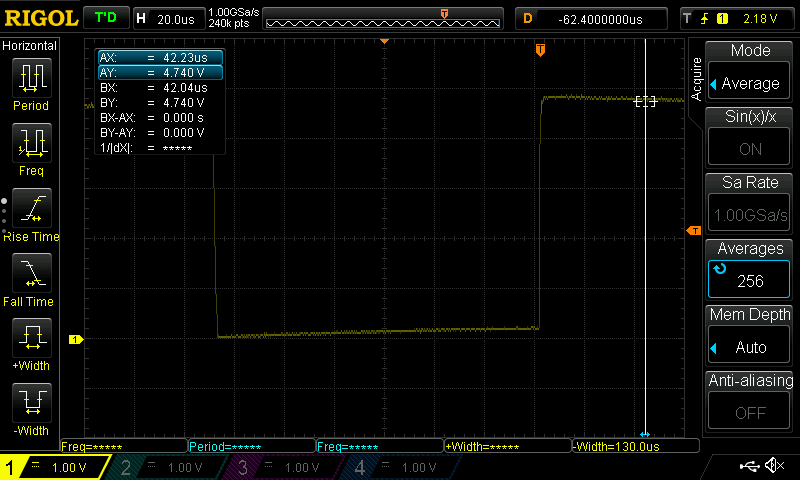 RIGOL T'D H 20.0us 1.00GSa/s 240k pts T D -62.4000000us T 1 2.18 V
Horizontal
Period
Freq
Rise Time
Fall Time
+Width
-Width
AX: = 42.23us
AY: = 4.740 V
BX: = 42.04us
BY: = 4.740 V
BX-AX: = 0.000 s
BY-AY: = 0.000 V
1/|dX|: = *****
T
T
1
Acquire
Mode
Average
Sin(x)/x
ON
Sa Rate
1.00GSa/s
Averages
256
Mem Depth
Auto
Anti-aliasing
OFF
Freq=***** Period=***** Freq=***** +Width=***** -Width=130.0us
1 = 1.00 V 2 = 1.00 V 3 = 1.00 V 4 = 1.00 V